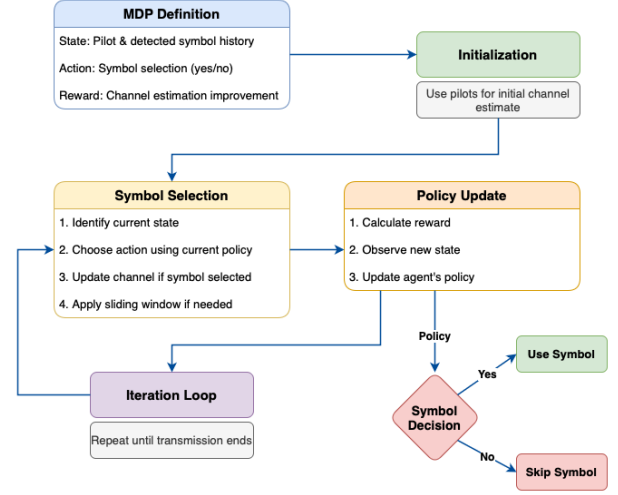 MDP Definition
State: Pilot & detected symbol history
Action: Symbol selection (yes/no)
Reward: Channel estimation improvement
Initialization
Use pilots for initial channel
estimate
Symbol Selection
1. Identify current state
2. Choose action using current policy
3. Update channel if symbol selected
4. Apply sliding window if needed
Policy Update
1. Calculate reward
2. Observe new state
3. Update agent's policy
Policy
Iteration Loop
Repeat until transmission ends
Symbol
Decision
Yes
Use Symbol
No
Skip Symbol